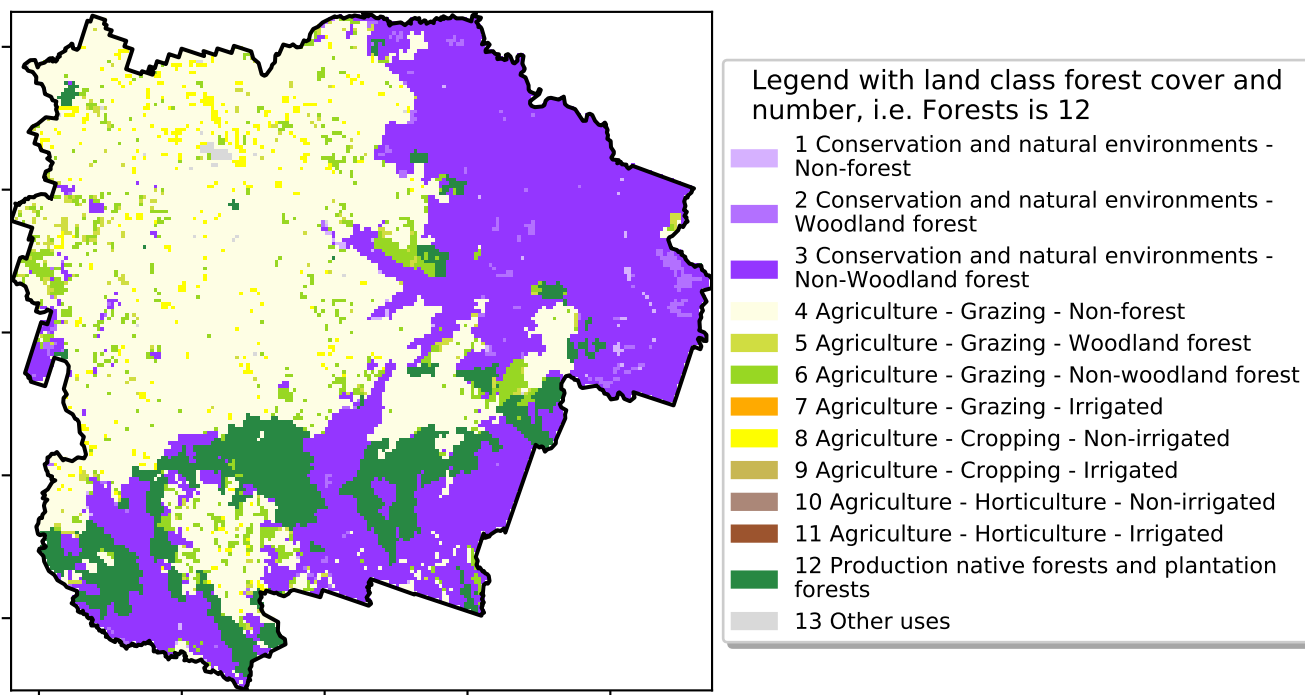 Legend with land class forest cover and
number, i.e. Forests is 12
1 Conservation and natural environments -
Non-forest
2 Conservation and natural environments -
Woodland forest
3 Conservation and natural environments -
Non-Woodland forest
4 Agriculture - Grazing - Non-forest
5 Agriculture - Grazing - Woodland forest
6 Agriculture - Grazing - Non-woodland forest
7 Agriculture - Grazing - Irrigated
8 Agriculture - Cropping - Non-irrigated
9 Agriculture - Cropping - Irrigated
10 Agriculture - Horticulture - Non-irrigated
11 Agriculture - Horticulture - Irrigated
12 Production native forests and plantation
forests
13 Other uses